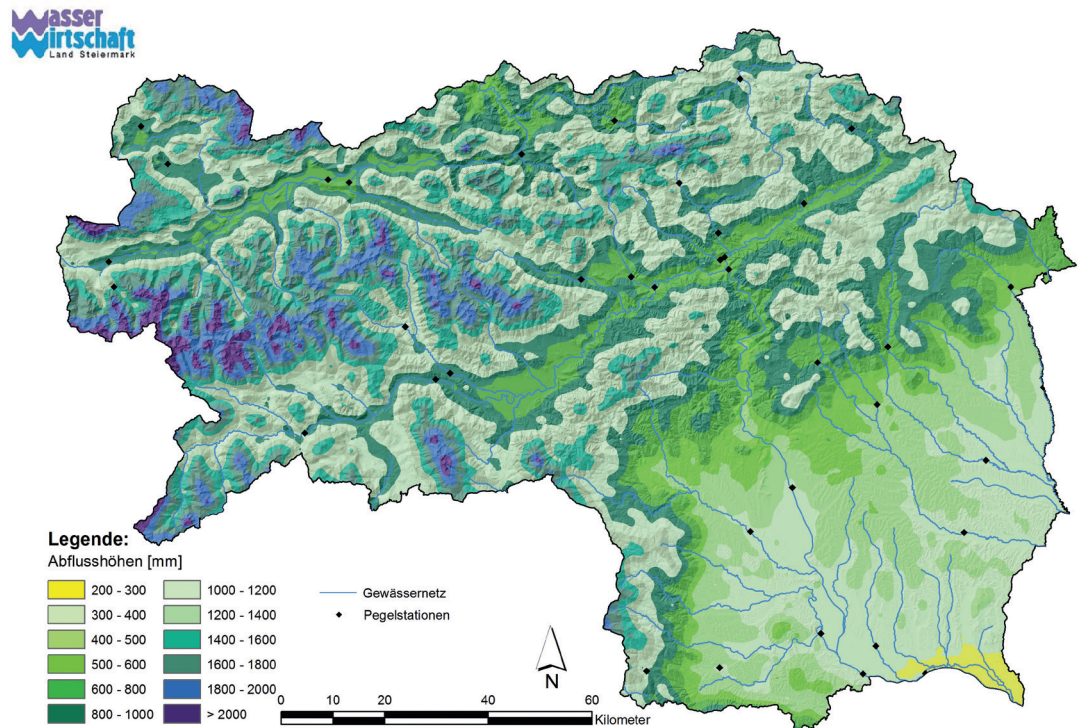 Wasser
Wirtschaft
Land Steiermark
Legende:
Abflusshöhen [mm]
200 - 300
300 - 400
400 - 500
500 - 600
600 - 800
800 - 1000
1000 - 1200
1200 - 1400
1400 - 1600
1600 - 1800
1800 - 2000
> 2000
Gewässernetz
Pegelstationen
N
0 10 20 40 60
Kilometer